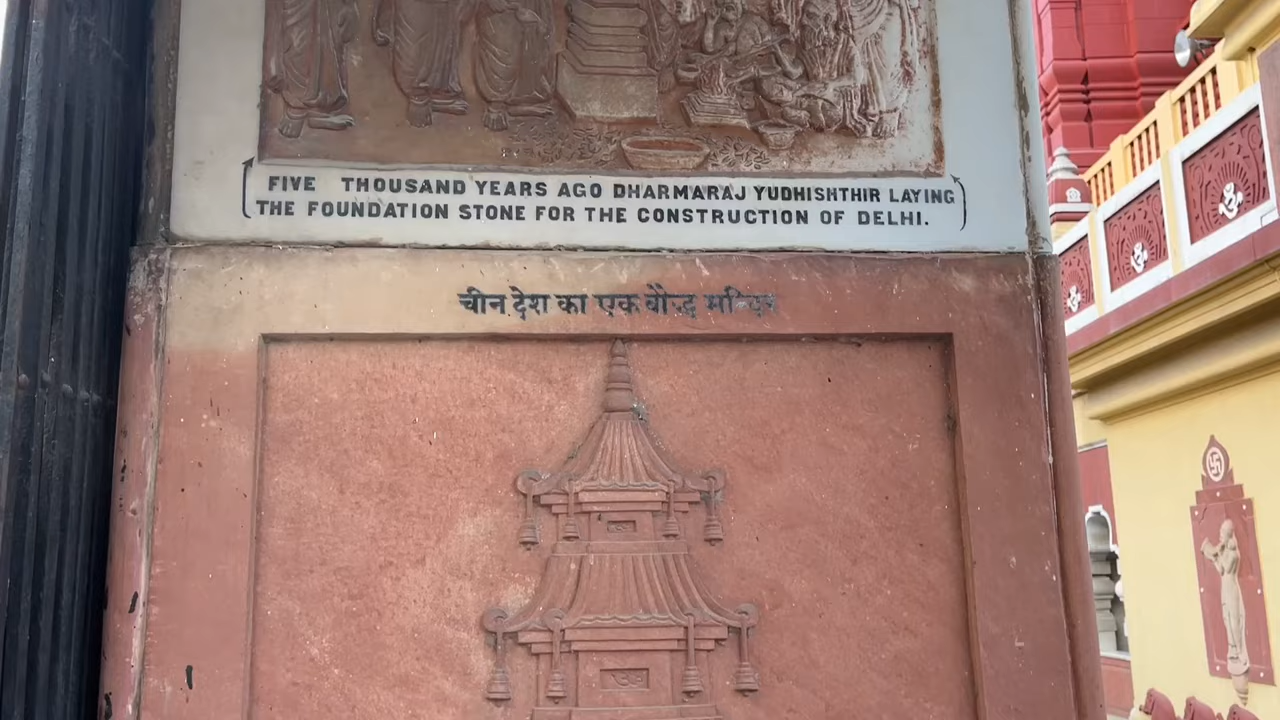 FIVE THOUSAND YEARS AGO DHARMARAJ YUDHISHTHIR LAYING
THE FOUNDATION STONE FOR THE CONSTRUCTION OF DELHI.
चीन देश का एक बौद्ध मन्दिर